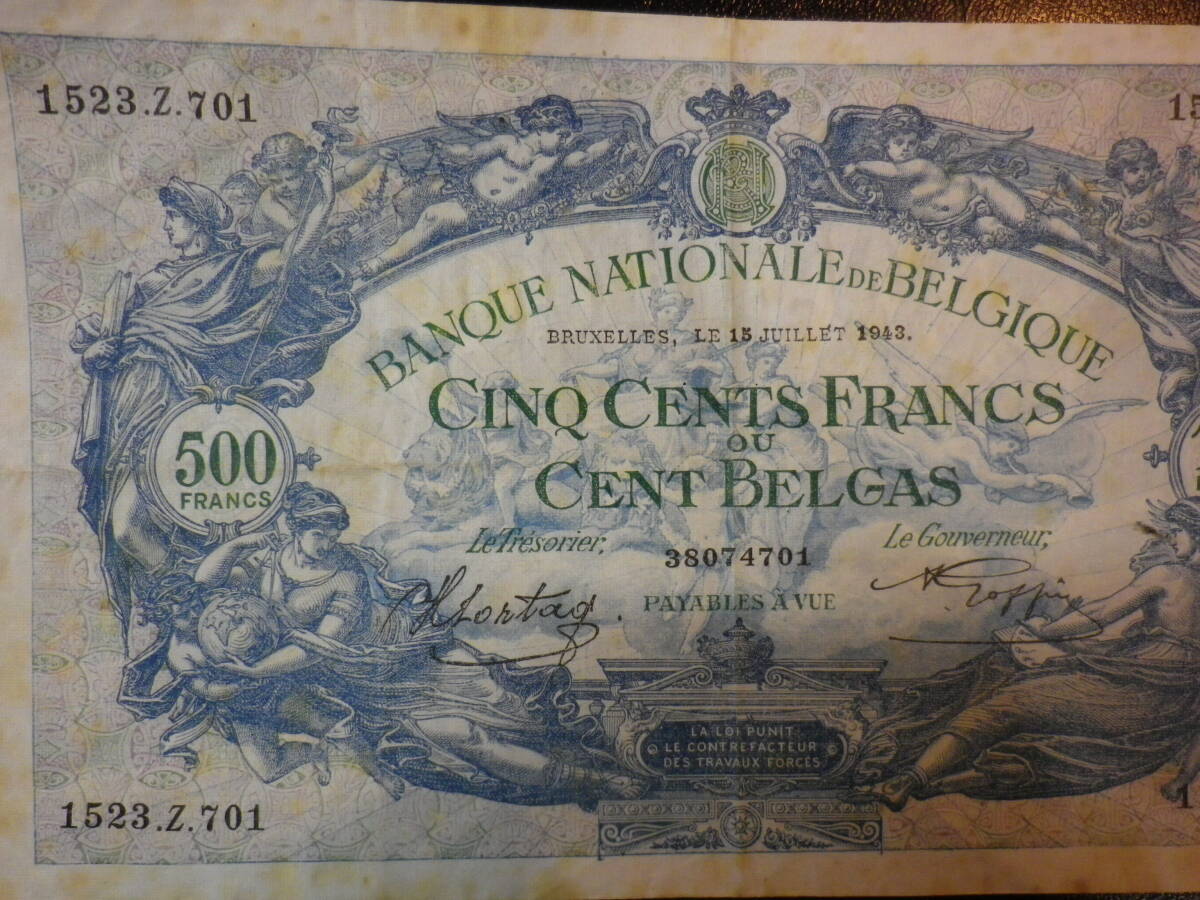 1523.Z.701
BANQUE NATIONALE DE BELGIQUE
BRUXELLES, LE 15 JUILLET 1943.
CINQ CENTS FRANCS
OU
CENT BELGAS
500
FRANCS
Le Trésorier,
38074701
Le Gouverneur,
PAYABLES À VUE
LA LOI PUNIT
LE CONTREFACTEUR
DES TRAVAUX FORCÉS
1523.Z.701